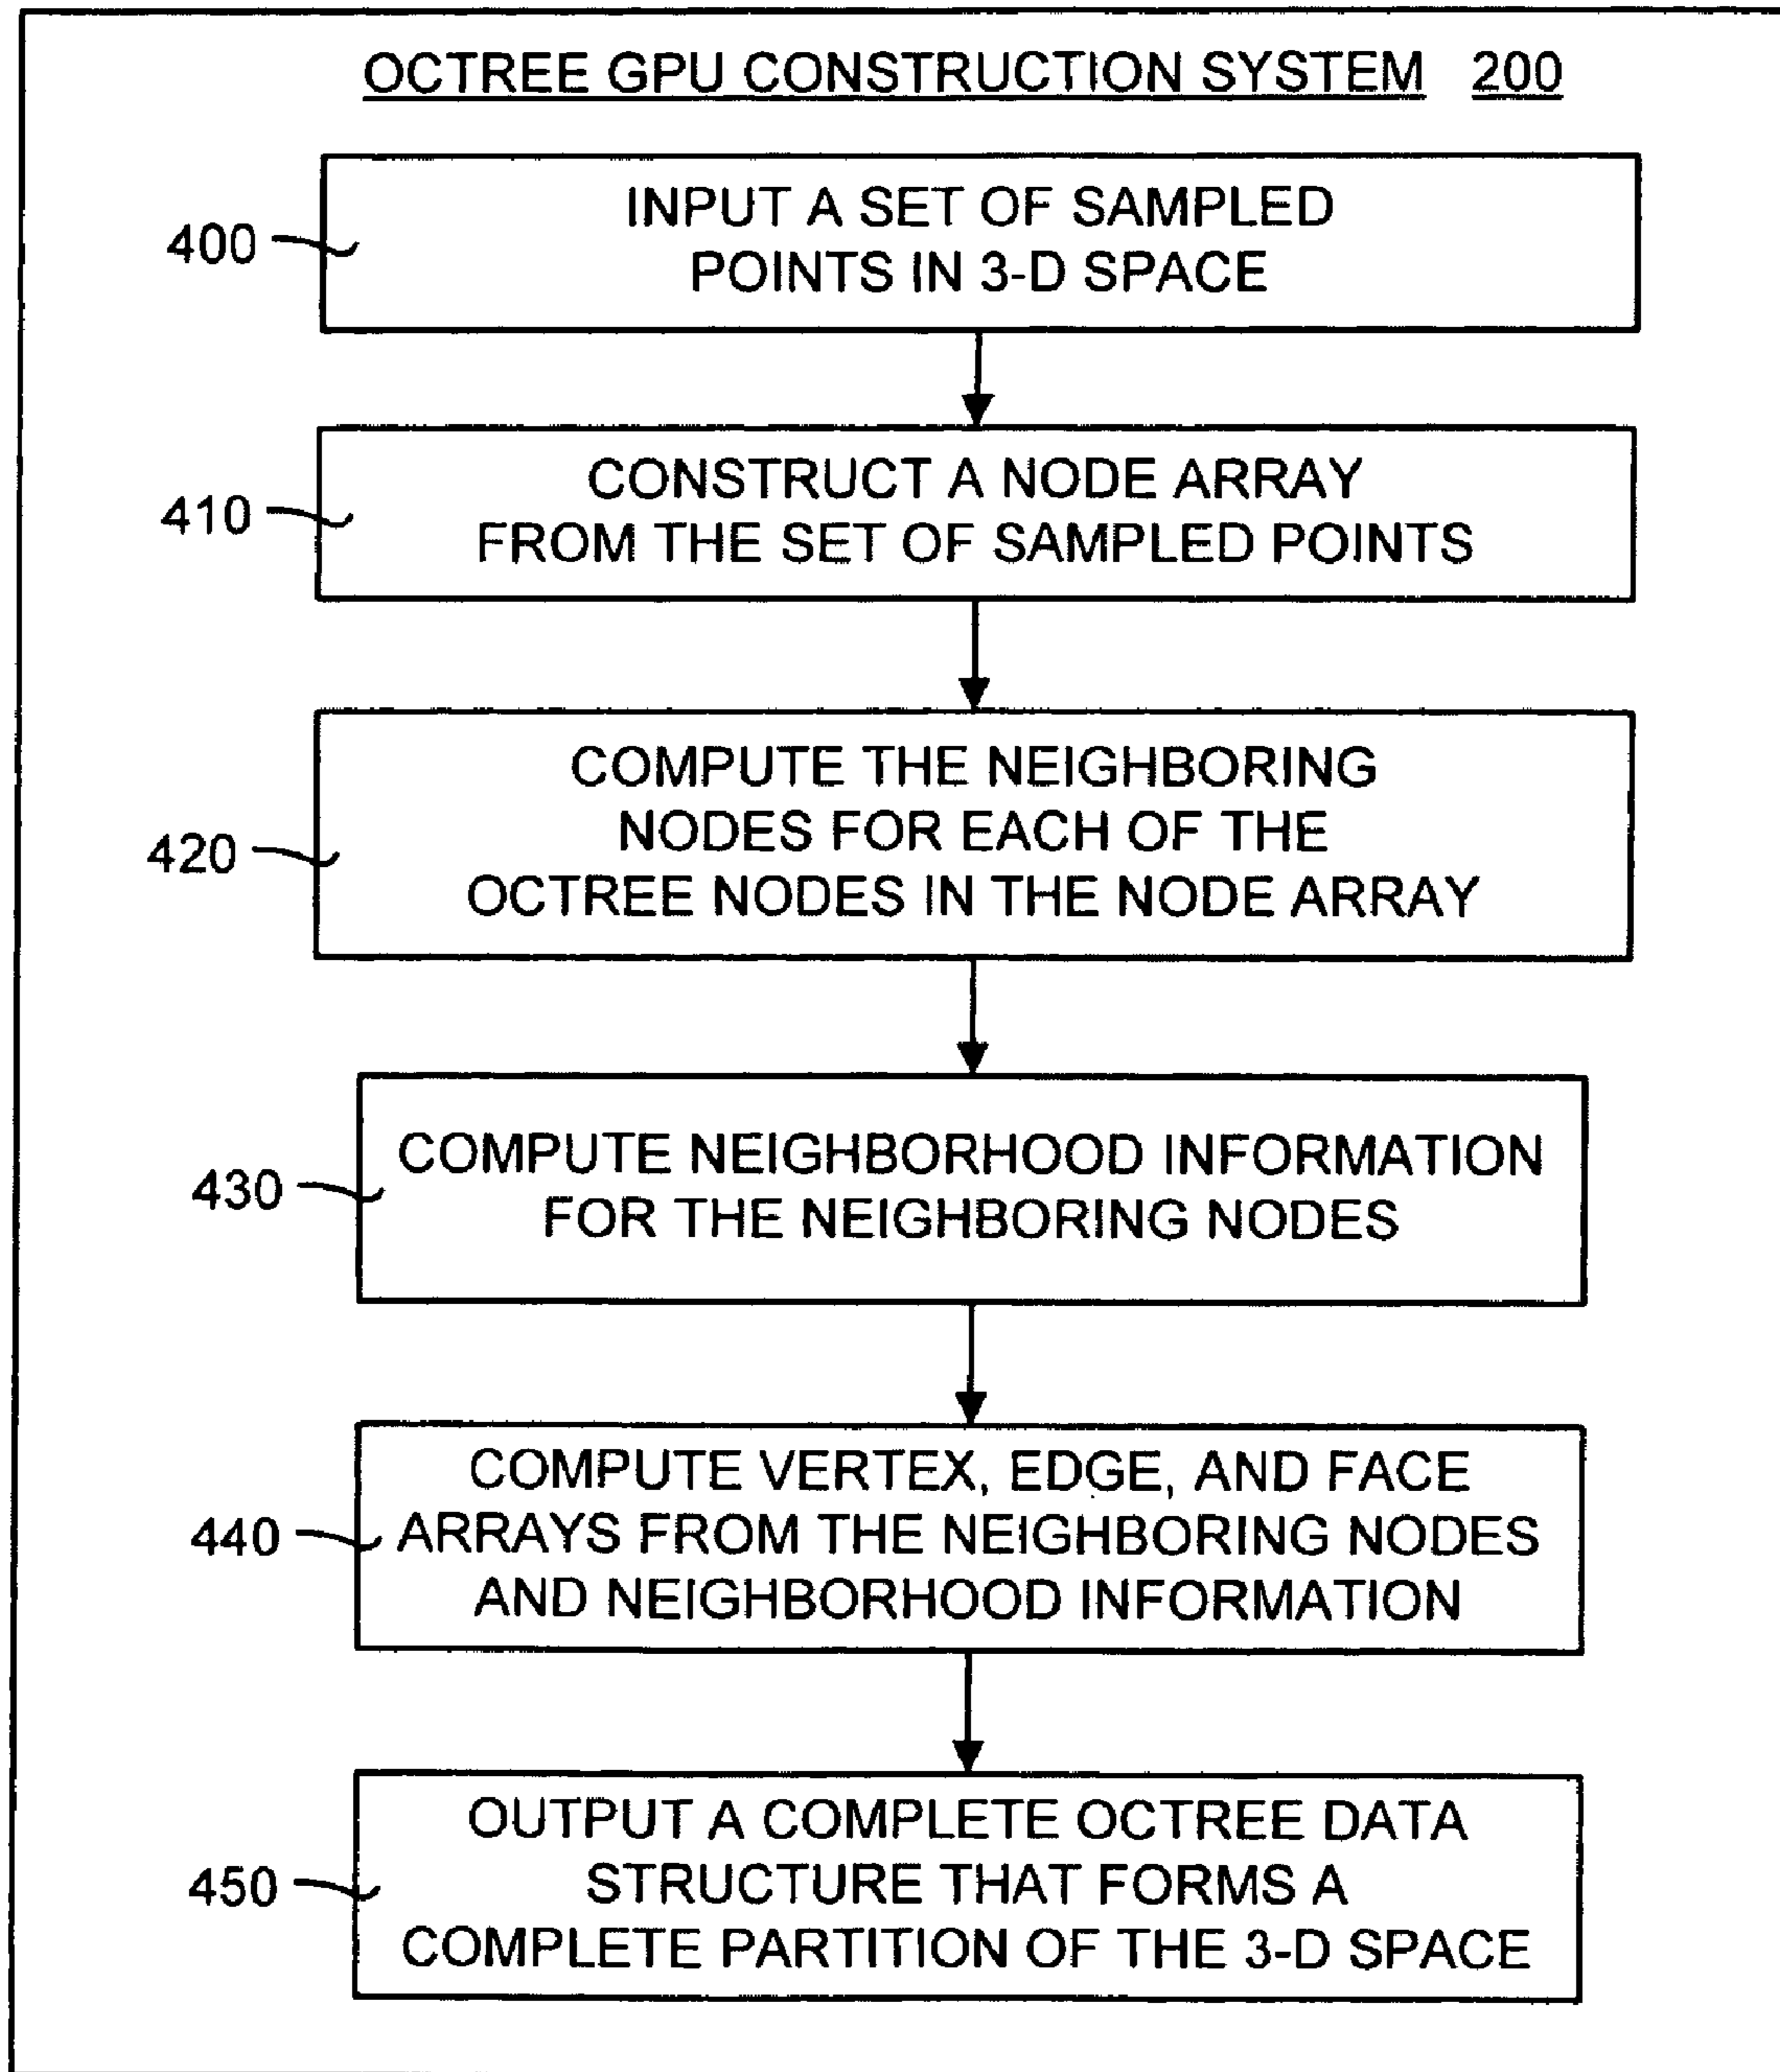 OCTREE GPU CONSTRUCTION SYSTEM 200
INPUT A SET OF SAMPLED
POINTS IN 3-D SPACE
400
CONSTRUCT A NODE ARRAY
FROM THE SET OF SAMPLED POINTS
410
COMPUTE THE NEIGHBORING
NODES FOR EACH OF THE
OCTREE NODES IN THE NODE ARRAY
420
COMPUTE NEIGHBORHOOD INFORMATION
FOR THE NEIGHBORING NODES
430
COMPUTE VERTEX, EDGE, AND FACE
ARRAYS FROM THE NEIGHBORING NODES
AND NEIGHBORHOOD INFORMATION
440
OUTPUT A COMPLETE OCTREE DATA
STRUCTURE THAT FORMS A
COMPLETE PARTITION OF THE 3-D SPACE
450